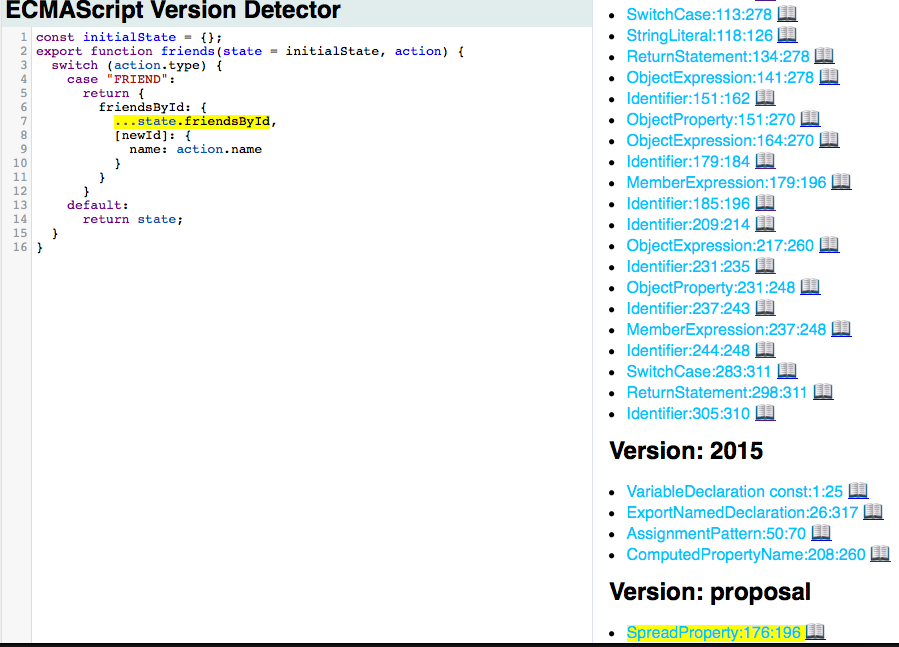 ECMAScript Version Detector
1 const initialState = {};
2 export function friends(state = initialState, action) {
3   switch (action.type) {
4     case "FRIEND":
5       return {
6         friendsById: {
7           ...state.friendsById,
8           [newId]: {
9             name: action.name
10           }
11         }
12       }
13     default:
14       return state;
15   }
16 }
SwitchCase:113:278
StringLiteral:118:126
ReturnStatement:134:278
ObjectExpression:141:278
Identifier:151:162
ObjectProperty:151:270
ObjectExpression:164:270
Identifier:179:184
MemberExpression:179:196
Identifier:185:196
Identifier:209:214
ObjectExpression:217:260
Identifier:231:235
ObjectProperty:231:248
Identifier:237:243
MemberExpression:237:248
Identifier:244:248
SwitchCase:283:311
ReturnStatement:298:311
Identifier:305:310
Version: 2015
VariableDeclaration const:1:25
ExportNamedDeclaration:26:317
AssignmentPattern:50:70
ComputedPropertyName:208:260
Version: proposal
SpreadProperty:176:196